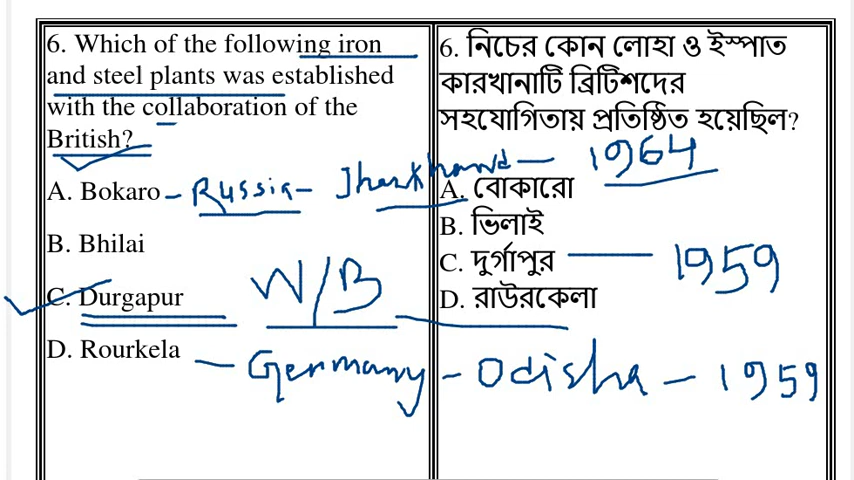 6. Which of the following iron
and steel plants was established
with the collaboration of the
British?
A. Bokaro – Russia – Jharkhand – 1964
B. Bhilai
C. Durgapur W/B
D. Rourkela – Germany – Odisha – 1959
6. নিচের কোন লোহা ও ইস্পাত
কারখানাটি ব্রিটিশদের
সহযোগিতায় প্রতিষ্ঠিত হয়েছিল?
A. বোকারো
B. ভিলাই
C. দুর্গাপুর — 1959
D. রাউরকেলা